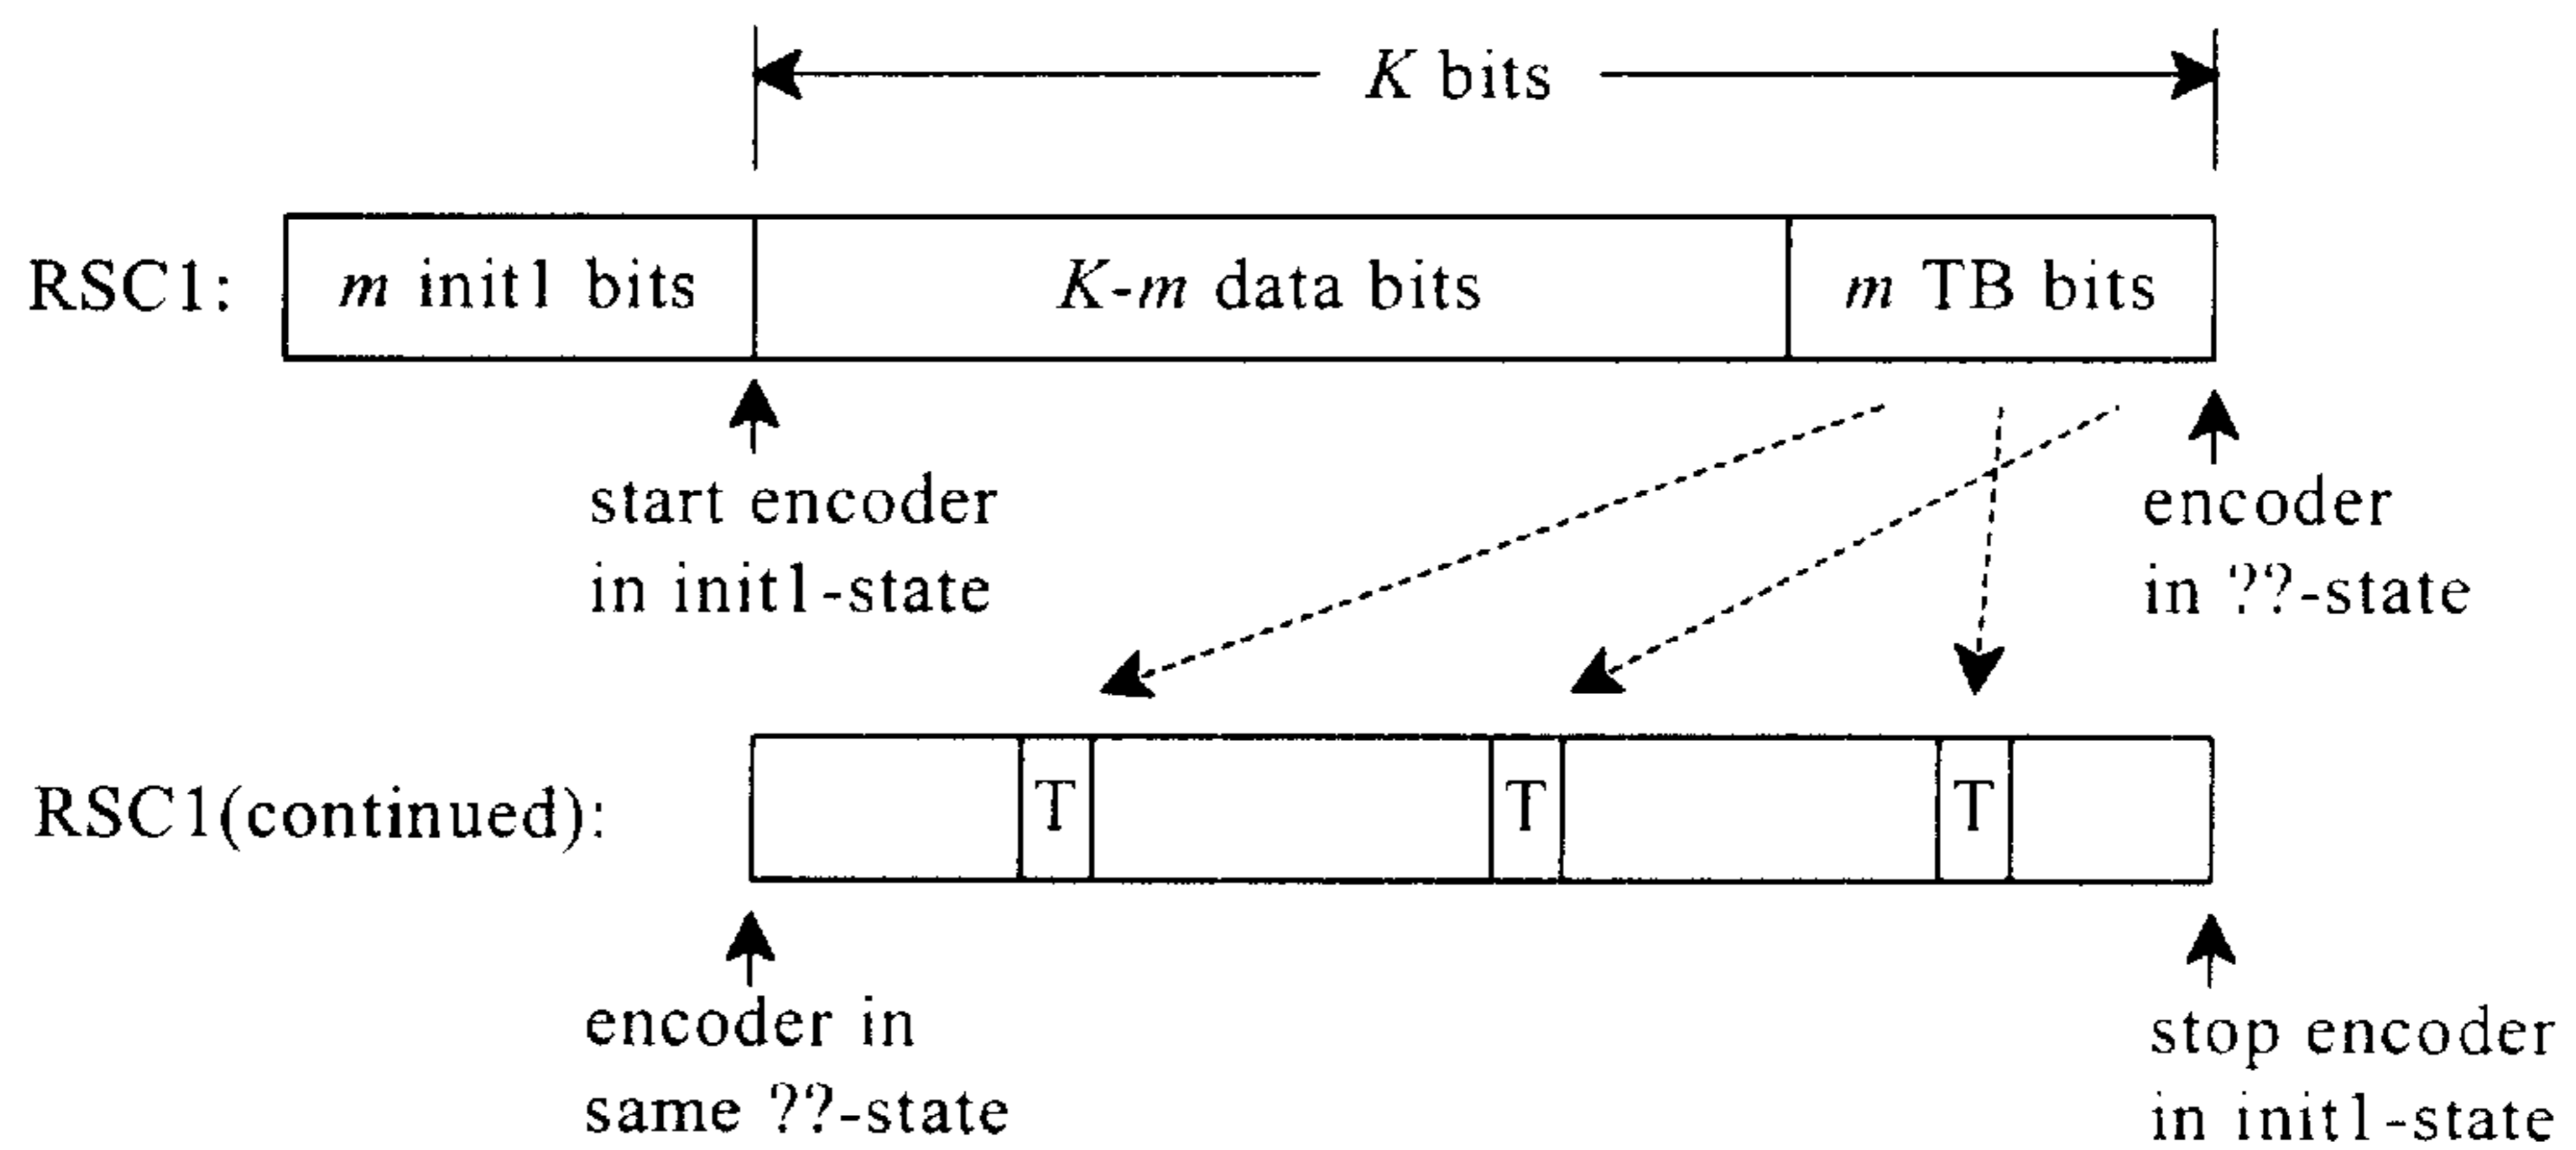 K bits
RSC1: m init1 bits K-m data bits m TB bits
start encoder
in init1-state
encoder
in ??-state
RSC1(continued): T T T
encoder in
same ??-state
stop encoder
in init1-state